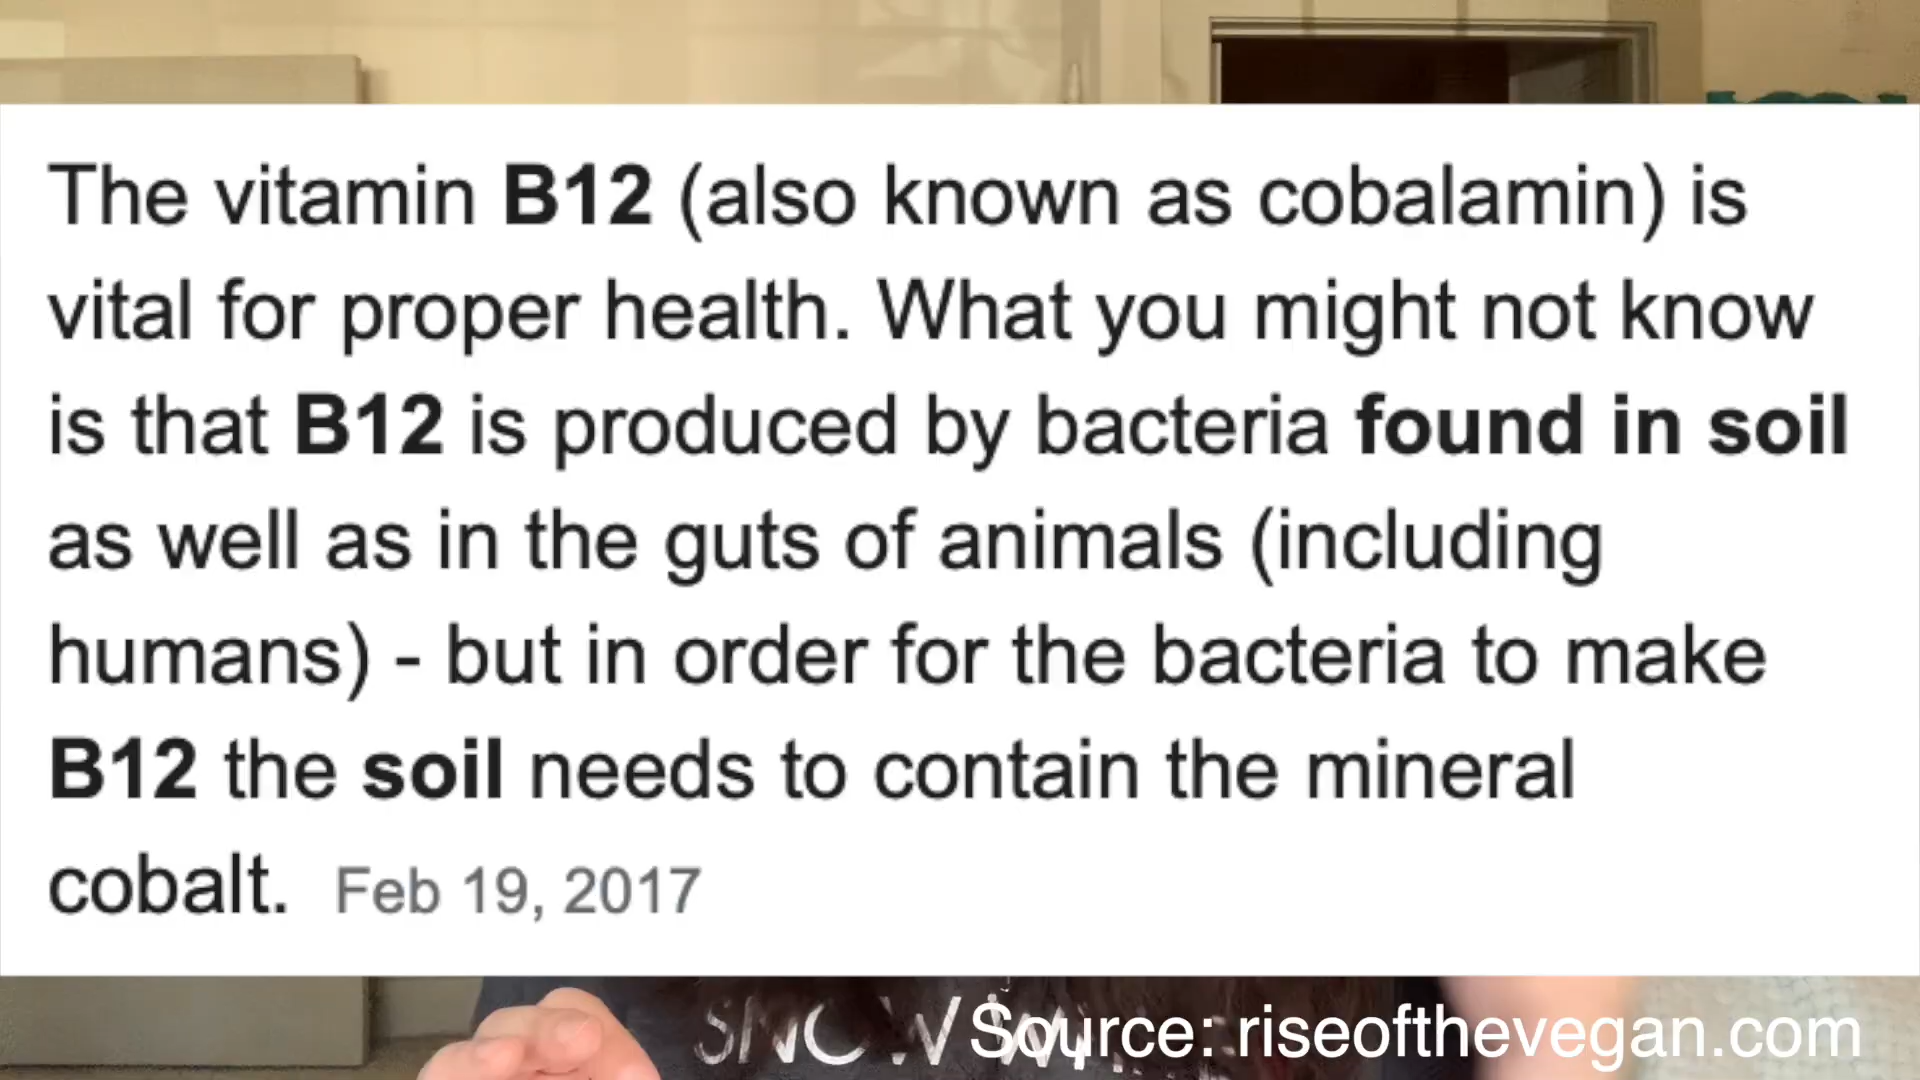 The vitamin B12 (also known as cobalamin) is
vital for proper health. What you might not know
is that B12 is produced by bacteria found in soil
as well as in the guts of animals (including
humans) - but in order for the bacteria to make
B12 the soil needs to contain the mineral
cobalt. Feb 19, 2017
SNOW
Source: riseofthevegan.com